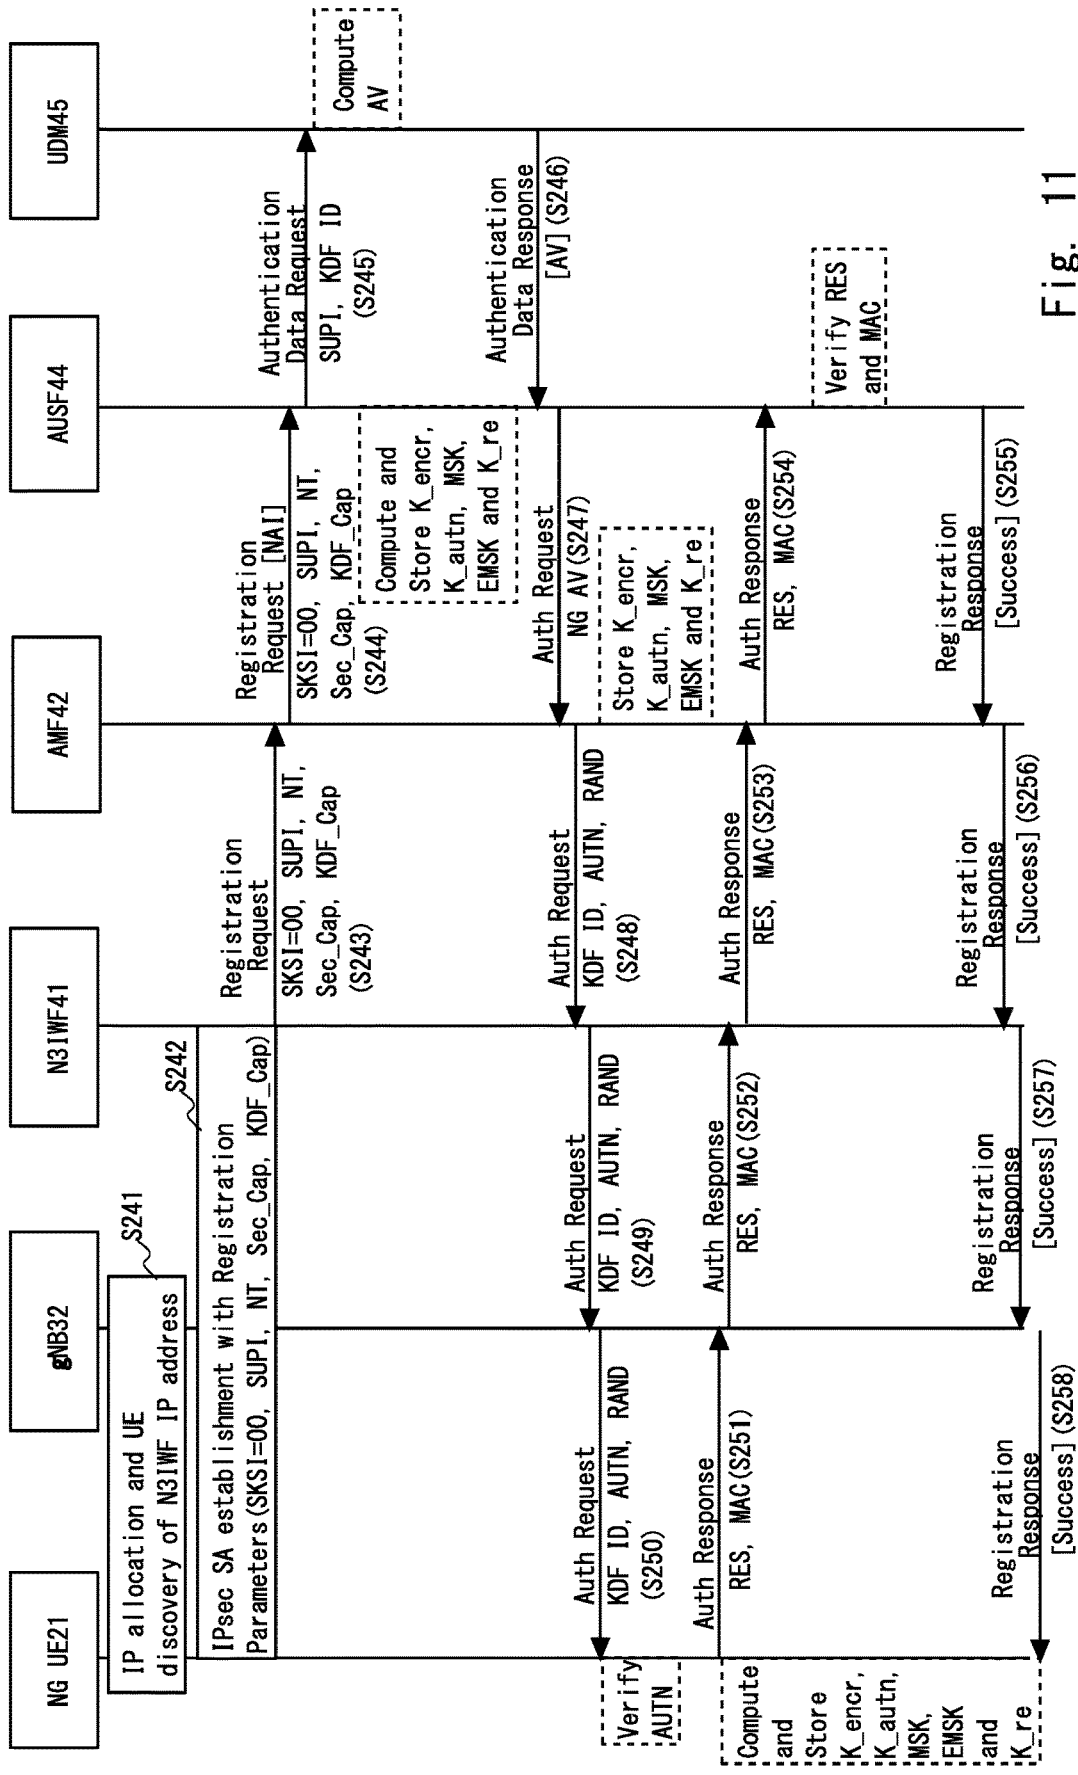 NG UE21
gNB32
N3IWF41
AMF42
AUSF44
UDM45
IP allocation and UE
discovery of N3IWF IP address
S241
IPsec SA establishment with Registration
Parameters(SKSI=00, SUPI, NT, Sec_Cap, KDF_Cap)
S242
Registration
Request
SKSI=00, SUPI, NT,
Sec_Cap, KDF_Cap
(S243)
Registration
Request [NAI]
SKSI=00, SUPI, NT,
Sec_Cap, KDF_Cap
(S244)
Authentication
Data Request
SUPI, KDF ID
(S245)
Compute
AV
Authentication
Data Response
[AV](S246)
Compute and
Store K_encr,
K_autn, MSK,
EMSK and K_re
Auth Request
NG AV(S247)
Store K_encr,
K_autn, MSK,
EMSK and K_re
Auth Request
KDF ID, AUTN, RAND
(S248)
Auth Request
KDF ID, AUTN, RAND
(S249)
Auth Request
KDF ID, AUTN, RAND
(S250)
Verify
AUTN
Auth Response
RES, MAC(S251)
Auth Response
RES, MAC(S252)
Auth Response
RES, MAC(S253)
Auth Response
RES, MAC(S254)
Compute
and
Store
K_encr,
K_autn,
MSK,
EMSK
and
K_re
Verify RES
and MAC
Registration
Response
[Success](S255)
Registration
Response
[Success](S256)
Registration
Response
[Success](S257)
Registration
Response
[Success](S258)
Fig. 11